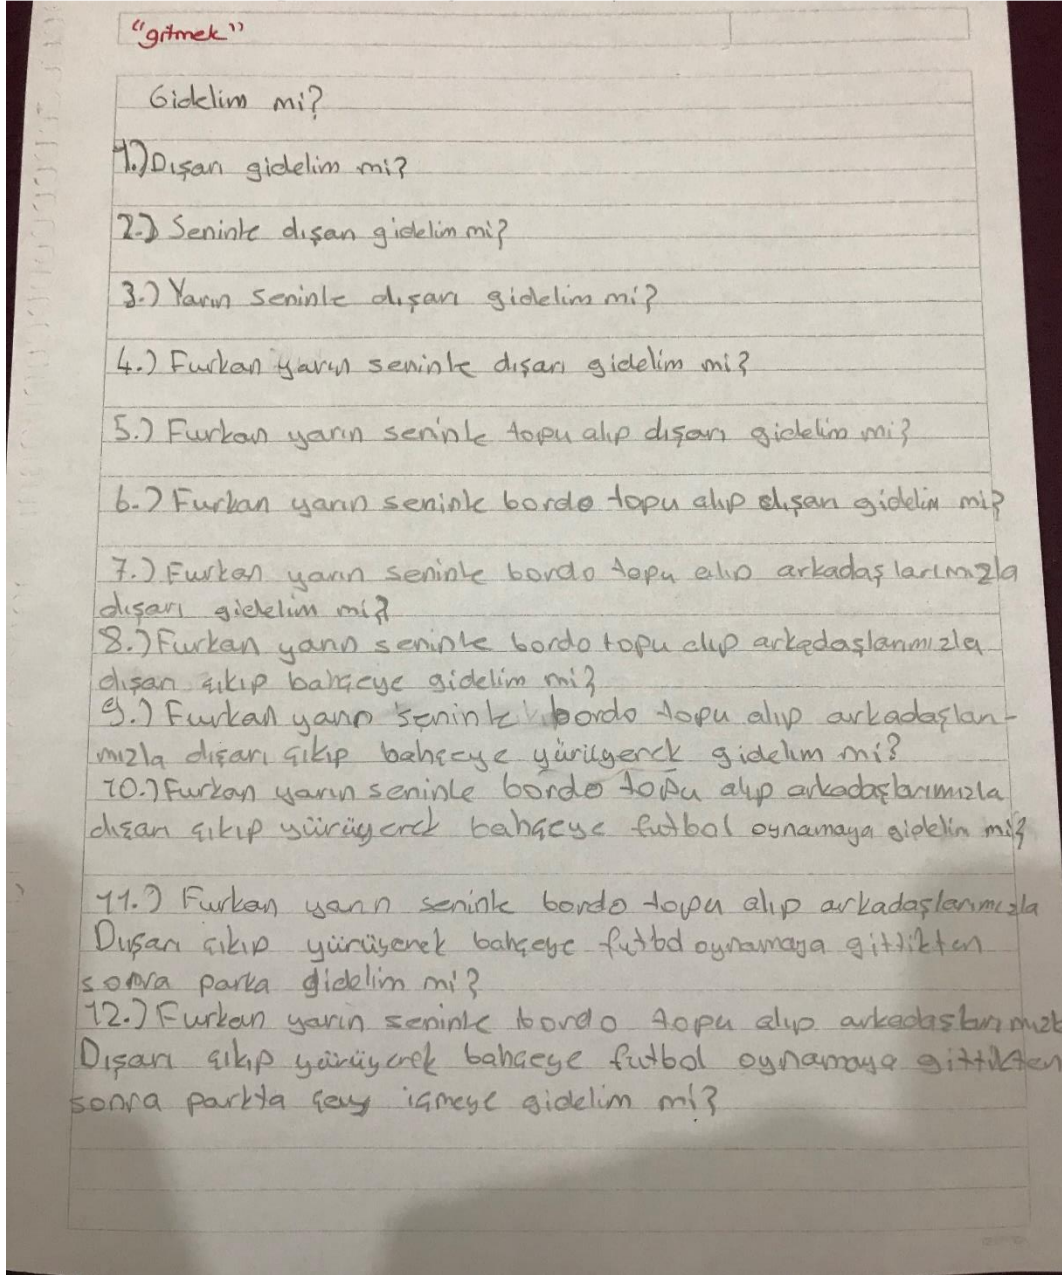 "gitmek"
Gidelim mi?
1.) Dışarı gidelim mi?
2.) Seninle dışarı gidelim mi?
3.) Yarın seninle dışarı gidelim mi?
4.) Furkan yarın seninle dışarı gidelim mi?
5.) Furkan yarın seninle topu alıp dışarı gidelim mi?
6.) Furkan yarın seninle bordo topu alıp dışarı gidelim mi?
7.) Furkan yarın seninle bordo topu alıp arkadaşlarımızla
dışarı gidelim mi?
8.) Furkan yarın seninle bordo topu alıp arkadaşlarımızla
dışarı çıkıp bahçeye gidelim mi?
9.) Furkan yarın seninle bordo topu alıp arkadaşları-
mızla dışarı çıkıp bahçeye yürüyerek gidelim mi?
10.) Furkan yarın seninle bordo topu alıp arkadaşlarımızla
dışarı çıkıp yürüyerek bahçeye futbol oynamaya gidelim mi?
11.) Furkan yarın seninle bordo topu alıp arkadaşlarımızla
Dışarı çıkıp yürüyerek bahçeye futbol oynamaya gittikten
sonra parka gidelim mi?
12.) Furkan yarın seninle bordo topu alıp arkadaşlarımızla
Dışarı çıkıp yürüyerek bahçeye futbol oynamaya gittikten
sonra parkta çay içmeye gidelim mi?